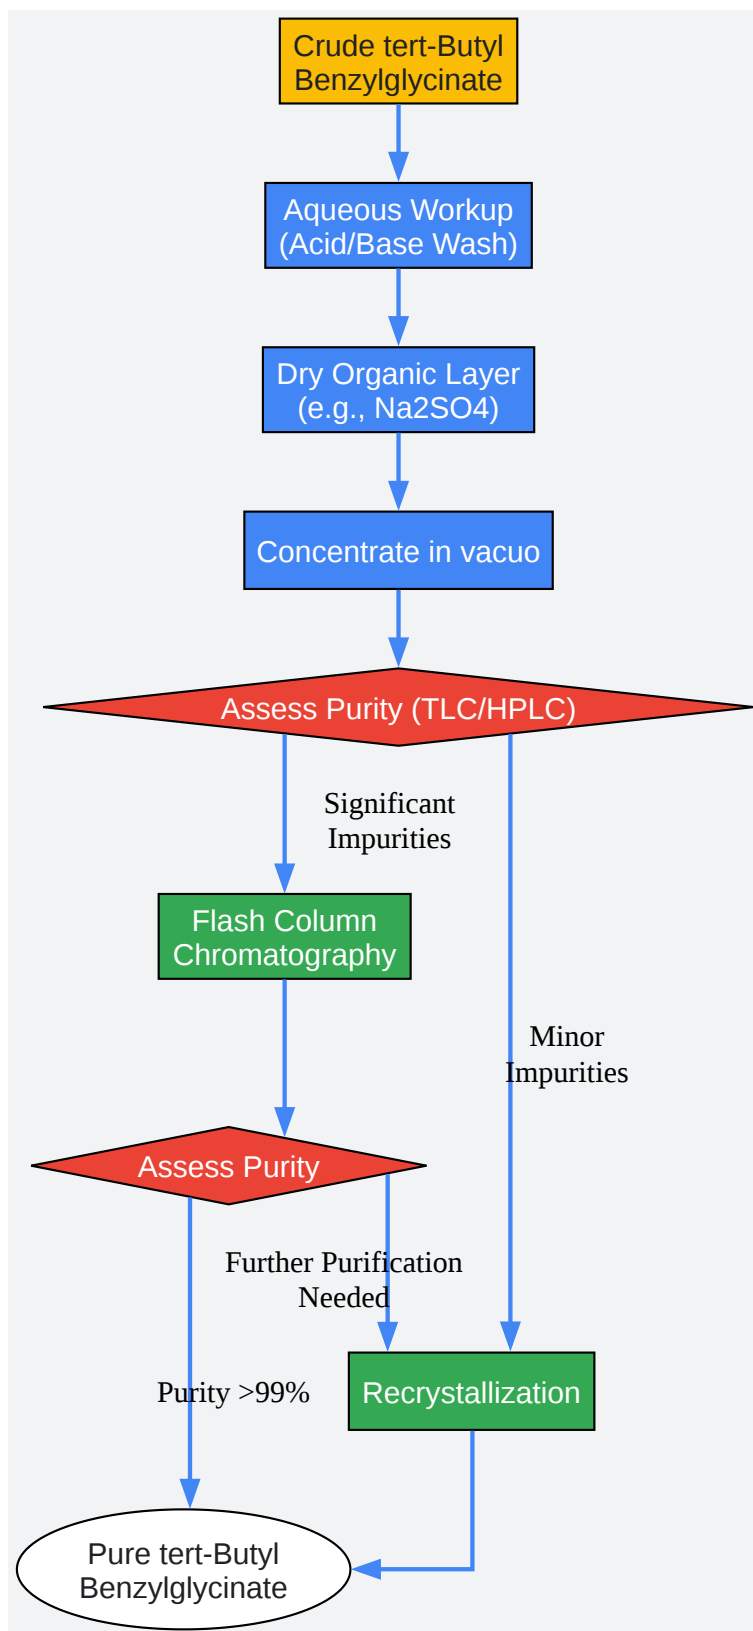 Crude tert-Butyl
Benzylglycinate
Aqueous Workup
(Acid/Base Wash)
Dry Organic Layer
(e.g., Na2SO4)
Concentrate in vacuo
Assess Purity (TLC/HPLC)
Significant
Impurities
Flash Column
Chromatography
Minor
Impurities
Assess Purity
Further Purification
Needed
Purity >99%
Recrystallization
Pure tert-Butyl
Benzylglycinate